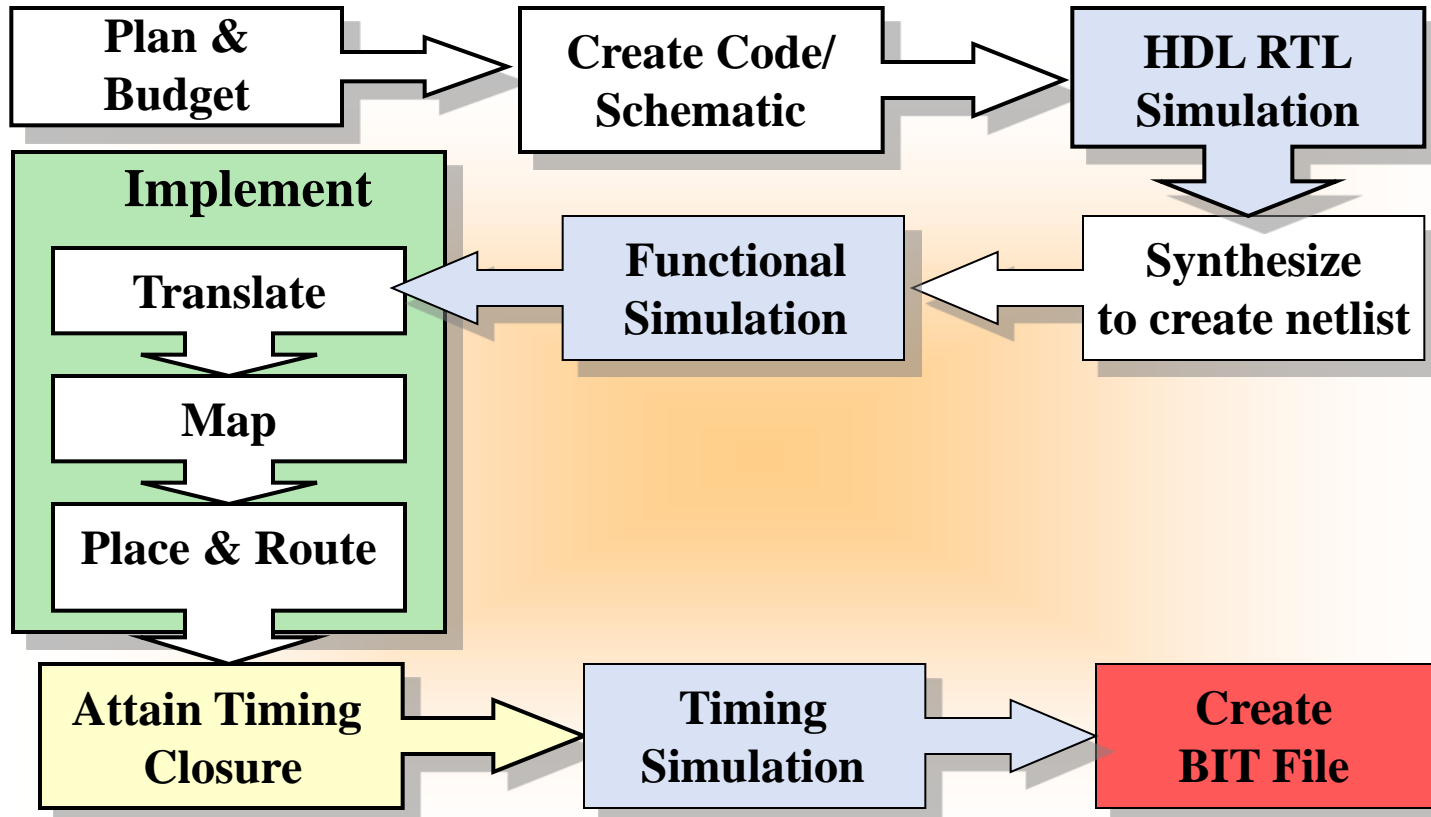 Plan &
Budget
Create Code/
Schematic
HDL RTL
Simulation
Synthesize
to create netlist
Functional
Simulation
Implement
Translate
Map
Place & Route
Attain Timing
Closure
Timing
Simulation
Create
BIT File